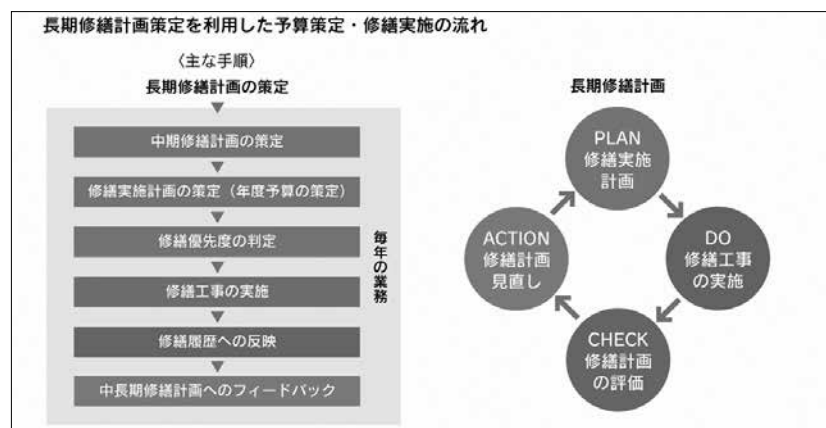 長期修繕計画策定を利用した予算策定・修繕実施の流れ
〈主な手順〉
長期修繕計画の策定
中期修繕計画の策定
修繕実施計画の策定（年度予算の策定）
修繕優先度の判定
修繕工事の実施
修繕履歴への反映
中長期修繕計画へのフィードバック
毎年の業務
長期修繕計画
PLAN
修繕実施
計画
DO
修繕工事
の実施
CHECK
修繕計画
の評価
ACTION
修繕計画
見直し